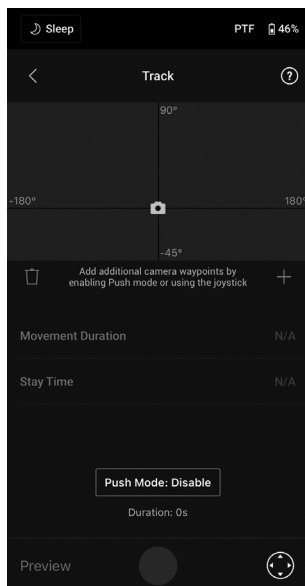 Sleep
PTF
46%
Track
?
90°
-180°
180°
-45°
Add additional camera waypoints by
enabling Push mode or using the joystick
Movement Duration
N/A
Stay Time
N/A
Push Mode: Disable
Duration: 0s
Preview